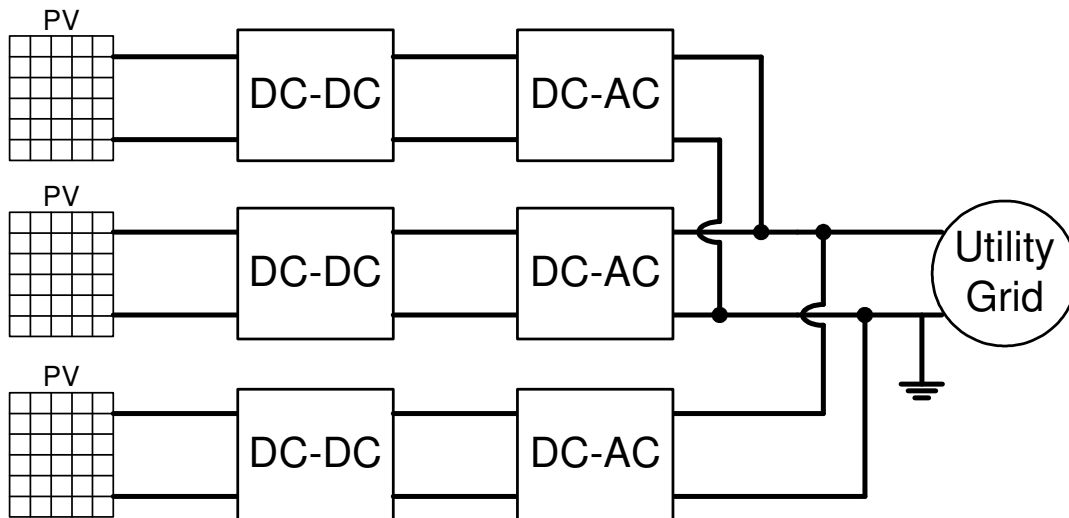 PV
DC-DC
DC-AC
PV
DC-DC
DC-AC
Utility
Grid
PV
DC-DC
DC-AC